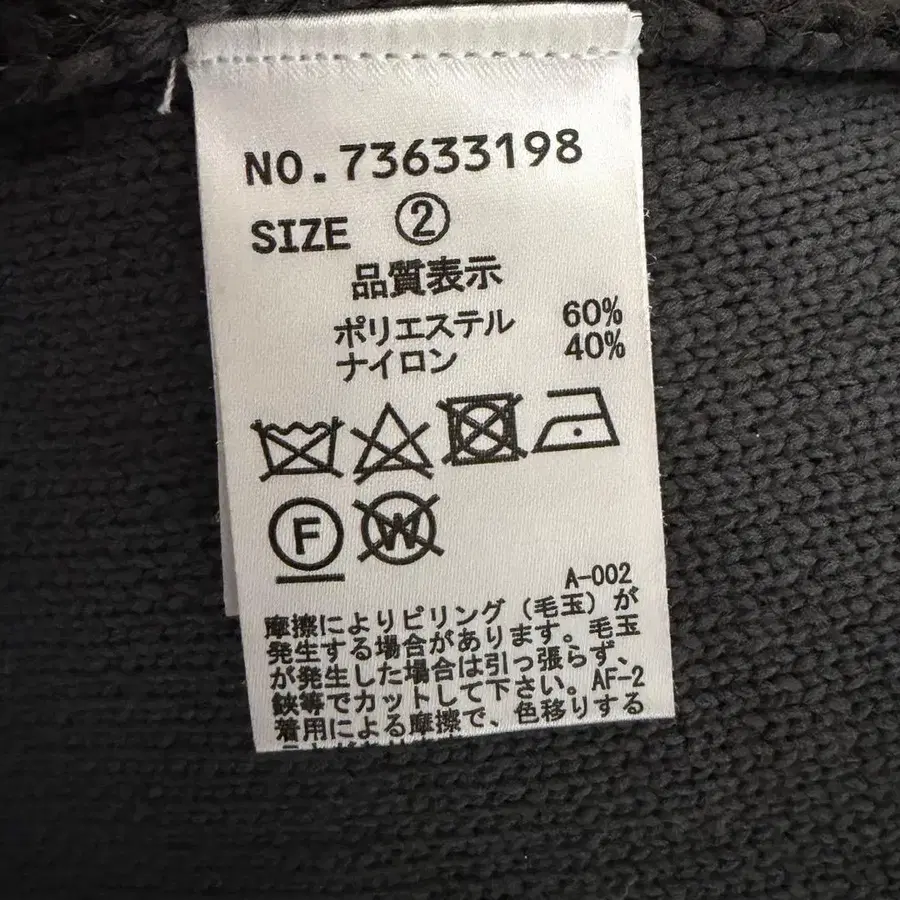 NO.73633198
SIZE ②
品質表示
ポリエステル 60%
ナイロン 40%
F W
A-002
摩擦によりピリング(毛玉)が
発生する場合があります。毛玉
が発生した場合は引っ張らず、
鋏等でカットして下さい。AF-2
着用による摩擦で、色移りする